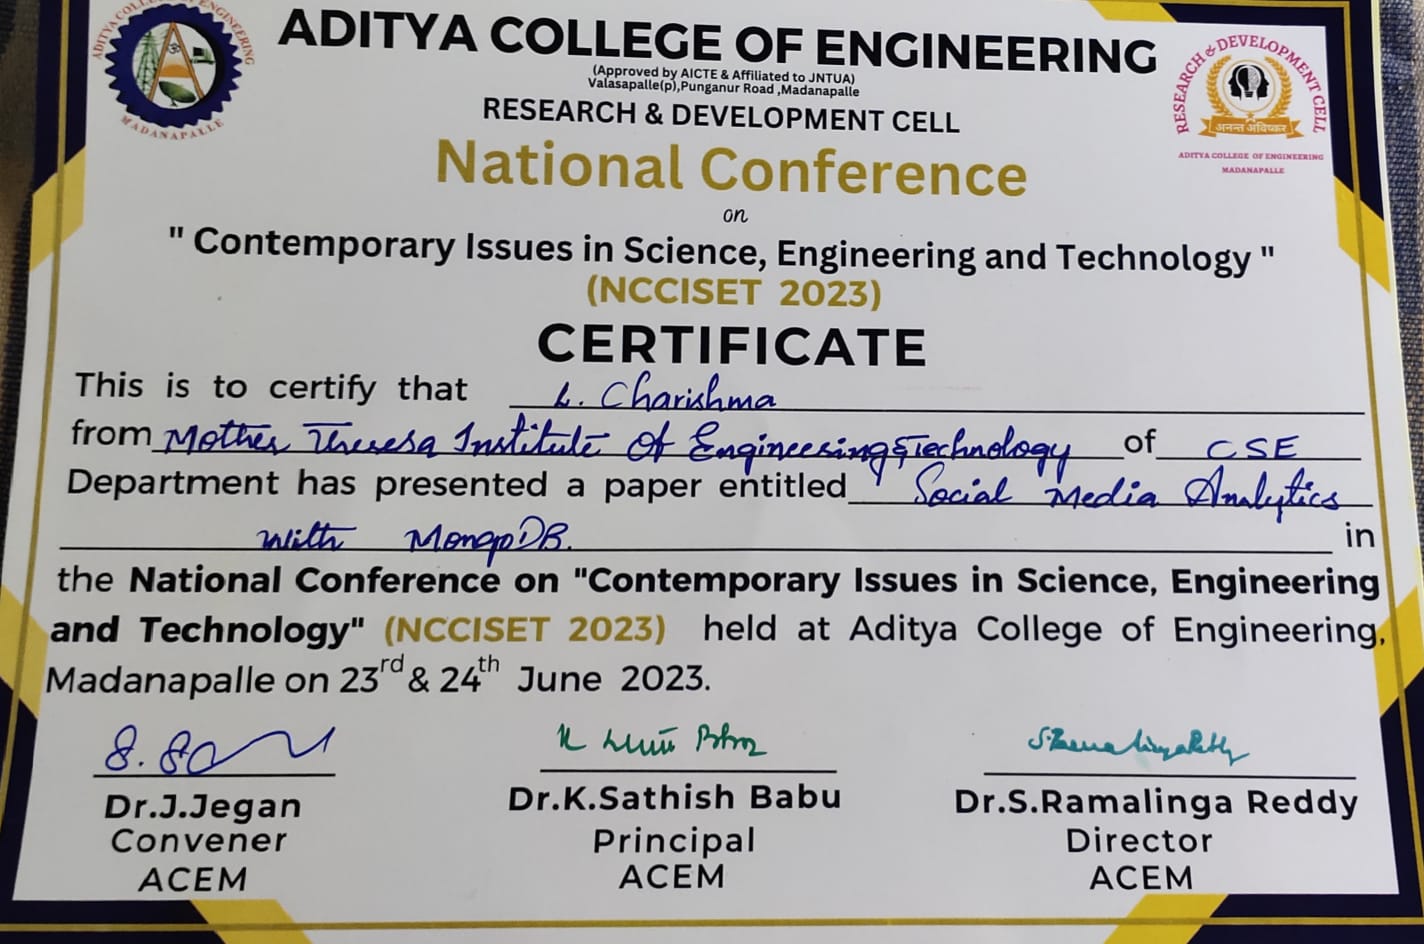 ADITYA COLLEGE OF ENGINEERING
MADANAPALLE
ADITYA COLLEGE OF ENGINEERING
(Approved by AICTE & Affiliated to JNTUA)
Valasapalle(p),Punganur Road ,Madanapalle
RESEARCH & DEVELOPMENT CELL
RESEARCH & DEVELOPMENT CELL
अनन्त अविष्कार
ADITYA COLLEGE OF ENGINEERING
MADANAPALLE
National Conference
on
" Contemporary Issues in Science, Engineering and Technology "
(NCCISET 2023)
CERTIFICATE
This is to certify that L. Charishma
from Mother Theresa Institute Of Engineering & Technology of CSE
Department has presented a paper entitled Social Media Analytics
with MongoDB. in
the National Conference on "Contemporary Issues in Science, Engineering
and Technology" (NCCISET 2023) held at Aditya College of Engineering,
Madanapalle on 23rd & 24th June 2023.
Dr.J.Jegan
Convener
ACEM
Dr.K.Sathish Babu
Principal
ACEM
Dr.S.Ramalinga Reddy
Director
ACEM